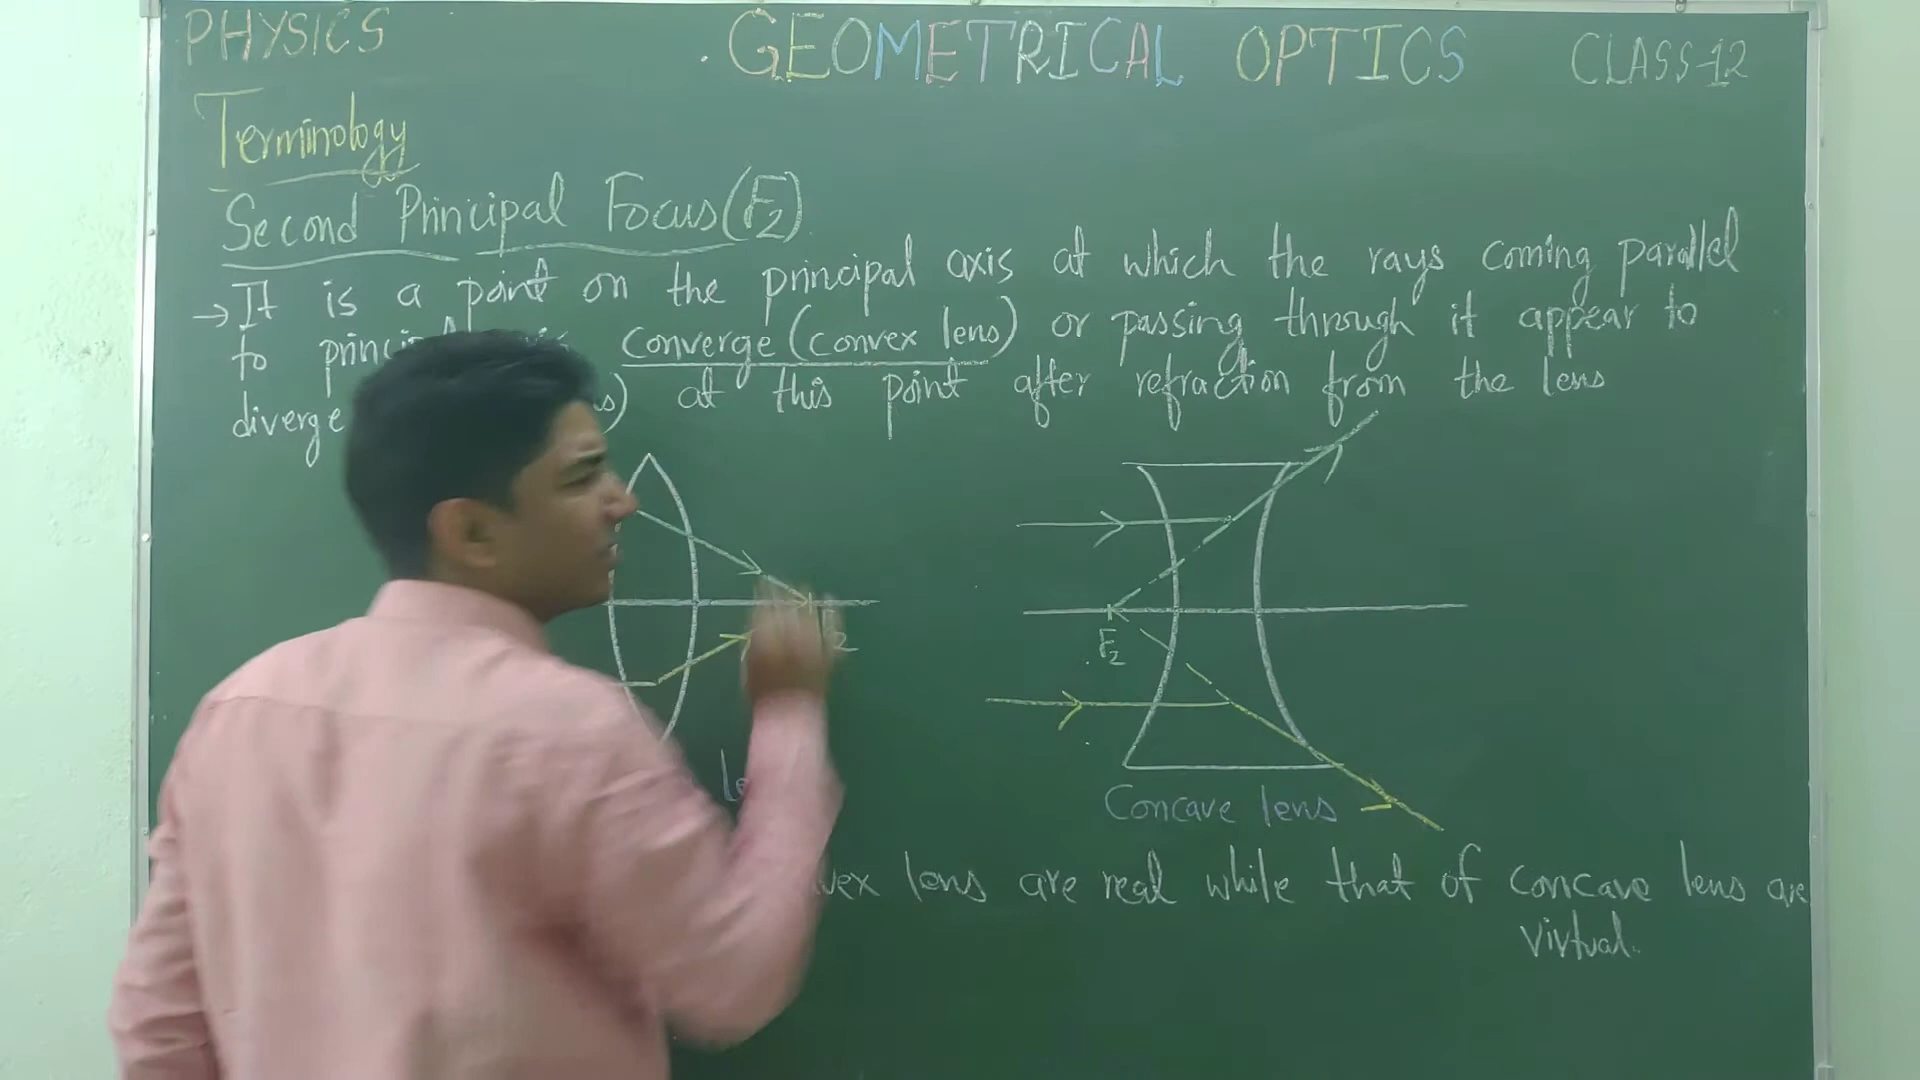 PHYSICS
GEOMETRICAL OPTICS
CLASS-12
Terminology
Second Principal Focus (F2)
→ It is a point on the principal axis at which the rays coming parallel
to converge (convex lens) or passing through it appear to
diverge at this point after refraction from the lens
F2
F2
Concave lens
lens are real while that of concave lens are
virtual.